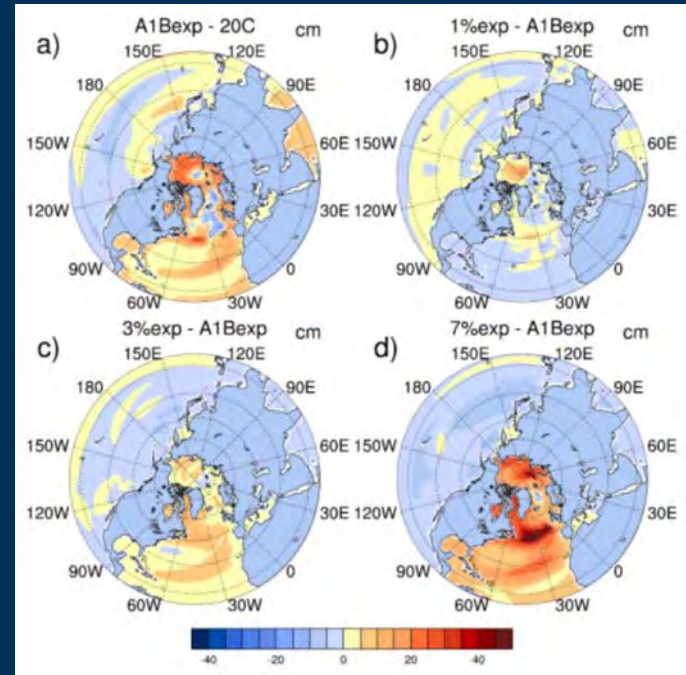 a) A1Bexp - 20C cm
150E 120E
180 90E
150W 60E
120W 30E
90W 0
60W 30W
b) 1%exp - A1Bexp cm
150E 120E
180 90E
150W 60E
120W 30E
90W 0
60W 30W
c) 3%exp - A1Bexp cm
150E 120E
180 90E
150W 60E
120W 30E
90W 0
60W 30W
d) 7%exp - A1Bexp cm
150E 120E
180 90E
150W 60E
120W 30E
90W 0
60W 30W
-40 -20 0 20 40